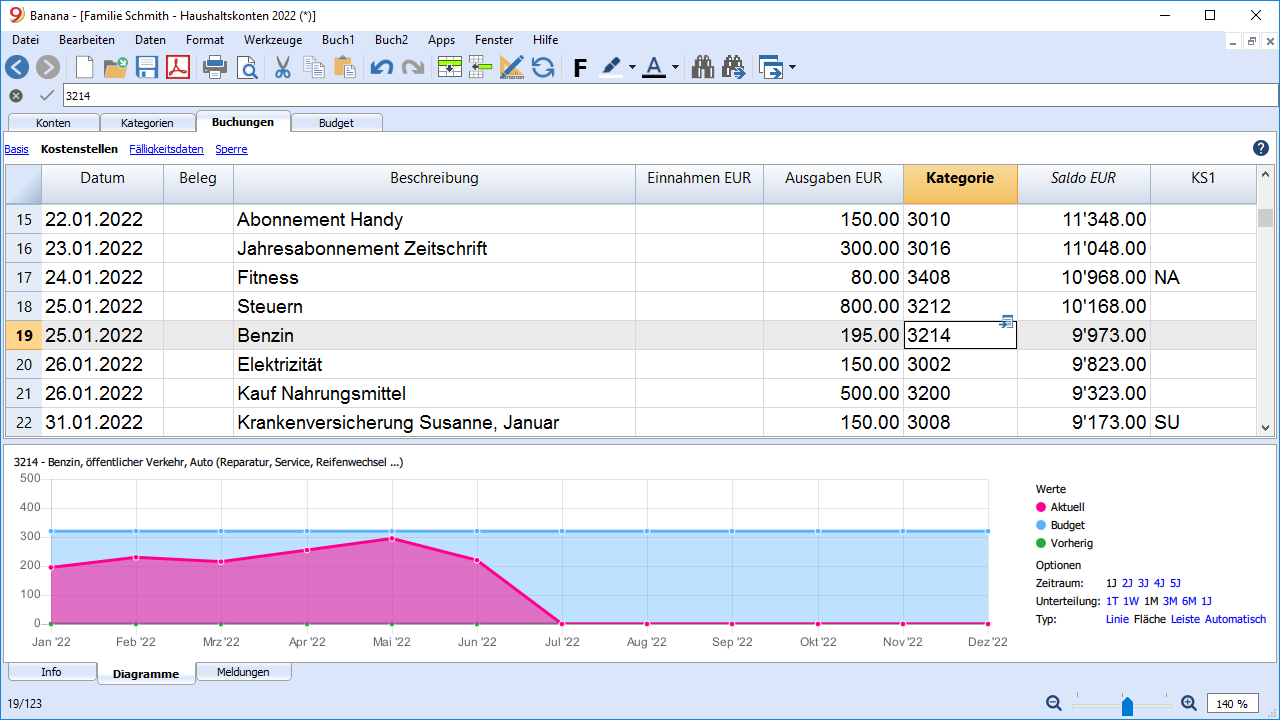 Banana - [Familie Schmith - Haushaltskonten 2022 (*)]
Datei Bearbeiten Daten Format Werkzeuge Buch1 Buch2 Apps Fenster Hilfe
F A
3214
Konten Kategorien Buchungen Budget
Basis Kostenstellen Fälligkeitsdaten Sperre ?
Datum Beleg Beschreibung Einnahmen EUR Ausgaben EUR Kategorie Saldo EUR KS1
15 22.01.2022 Abonnement Handy 150.00 3010 11'348.00
16 23.01.2022 Jahresabonnement Zeitschrift 300.00 3016 11'048.00
17 24.01.2022 Fitness 80.00 3408 10'968.00 NA
18 25.01.2022 Steuern 800.00 3212 10'168.00
19 25.01.2022 Benzin 195.00 3214 9'973.00
20 26.01.2022 Elektrizität 150.00 3002 9'823.00
21 26.01.2022 Kauf Nahrungsmittel 500.00 3200 9'323.00
22 31.01.2022 Krankenversicherung Susanne, Januar 150.00 3008 9'173.00 SU
3214 - Benzin, öffentlicher Verkehr, Auto (Reparatur, Service, Reifenwechsel ...)
500
400
300
200
100
0
Jan '22 Feb '22 Mrz '22 Apr '22 Mai '22 Jun '22 Jul '22 Aug '22 Sep '22 Okt '22 Nov '22 Dez '22
Werte
Aktuell
Budget
Vorherig
Optionen
Zeitraum: 1J 2J 3J 4J 5J
Unterteilung: 1T 1W 1M 3M 6M 1J
Typ: Linie Fläche Leiste Automatisch
Info Diagramme Meldungen
19/123 140 %